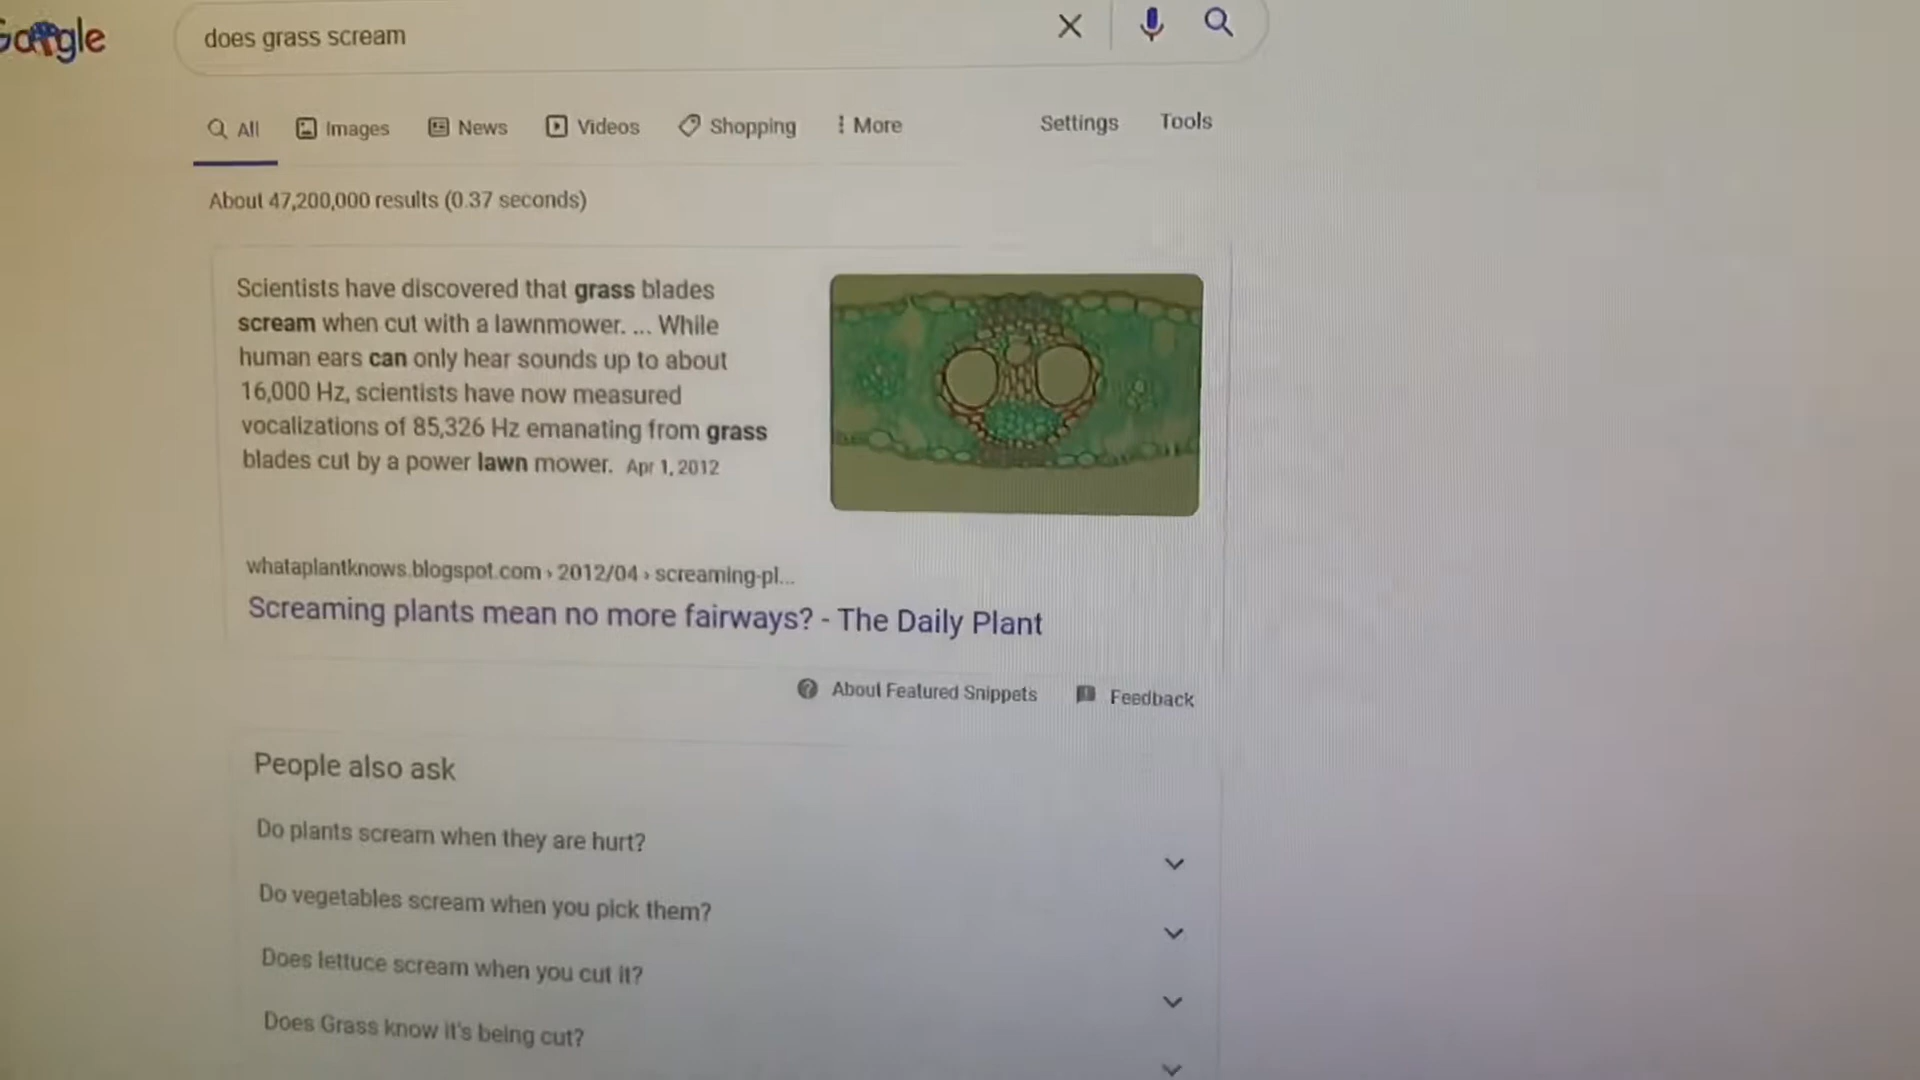 Google
does grass scream
All
Images
News
Videos
Shopping
More
Settings
Tools
About 47,200,000 results (0.37 seconds)
Scientists have discovered that grass blades
scream when cut with a lawnmower. ... While
human ears can only hear sounds up to about
16,000 Hz, scientists have now measured
vocalizations of 85,326 Hz emanating from grass
blades cut by a power lawn mower. Apr 1, 2012
whataplantknows.blogspot.com › 2012/04 › screaming-pl...
Screaming plants mean no more fairways? - The Daily Plant
About Featured Snippets
Feedback
People also ask
Do plants scream when they are hurt?
Do vegetables scream when you pick them?
Does lettuce scream when you cut it?
Does Grass know it's being cut?